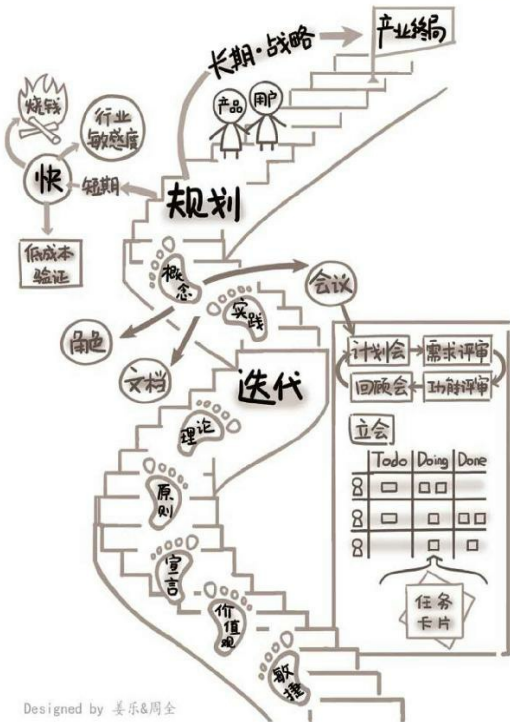 长期·战略
产业终局
产品
用户
烧钱
行业
敏感度
快
短期
规划
低成本
验证
概念
会议
实践
角色
文档
迭代
计划会
需求评审
回顾会
功能评审
立会
Todo
Doing
Done
理论
原则
宣言
价值观
敏捷
任务
卡片
Designed by 姜乐&周全